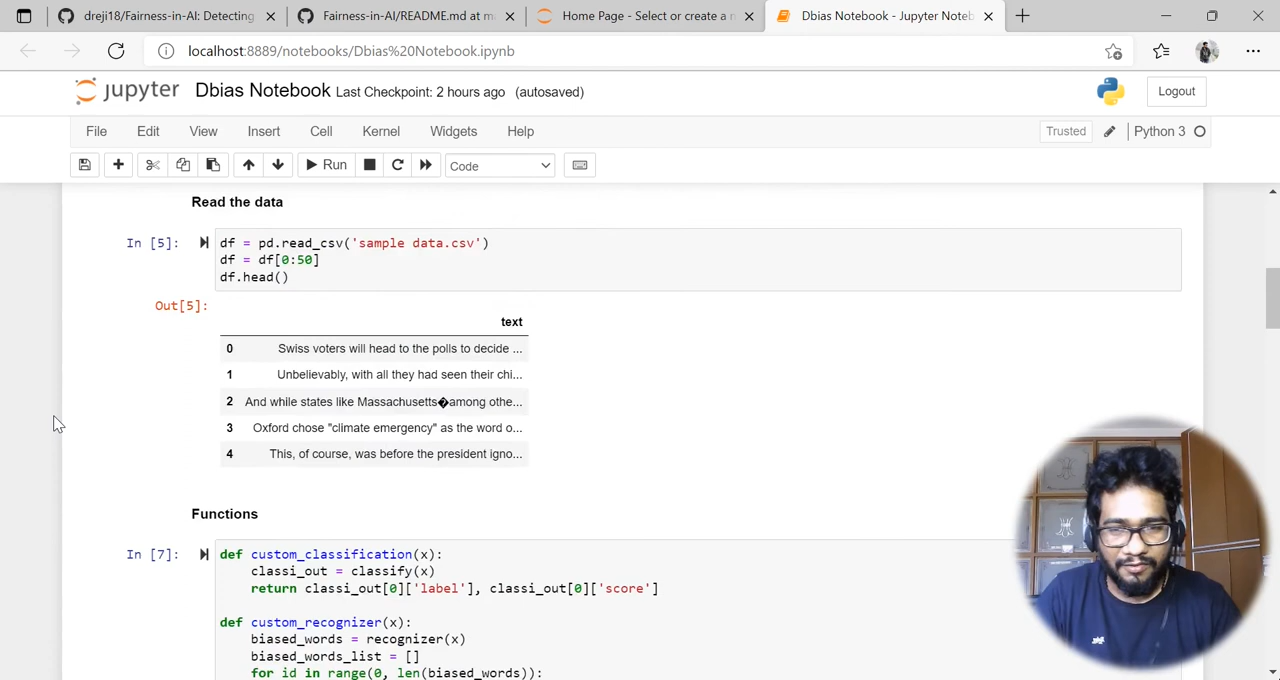 dreji18/Fairness-in-AI: Detecting
Fairness-in-AI/README.md at ma
Home Page - Select or create a n
Dbias Notebook - Jupyter Noteb
localhost:8889/notebooks/Dbias%20Notebook.ipynb
jupyter Dbias Notebook Last Checkpoint: 2 hours ago (autosaved)
Logout
File Edit View Insert Cell Kernel Widgets Help
Trusted Python 3
Run Code
Read the data
In [5]: df = pd.read_csv('sample data.csv')
df = df[0:50]
df.head()
Out[5]:
text
0 Swiss voters will head to the polls to decide ...
1 Unbelievably, with all they had seen their chi...
2 And while states like Massachusetts�among othe...
3 Oxford chose "climate emergency" as the word o...
4 This, of course, was before the president igno...
Functions
In [7]: def custom_classification(x):
classi_out = classify(x)
return classi_out[0]['label'], classi_out[0]['score']
def custom_recognizer(x):
biased_words = recognizer(x)
biased_words_list = []
for id in range(0, len(biased_words)):